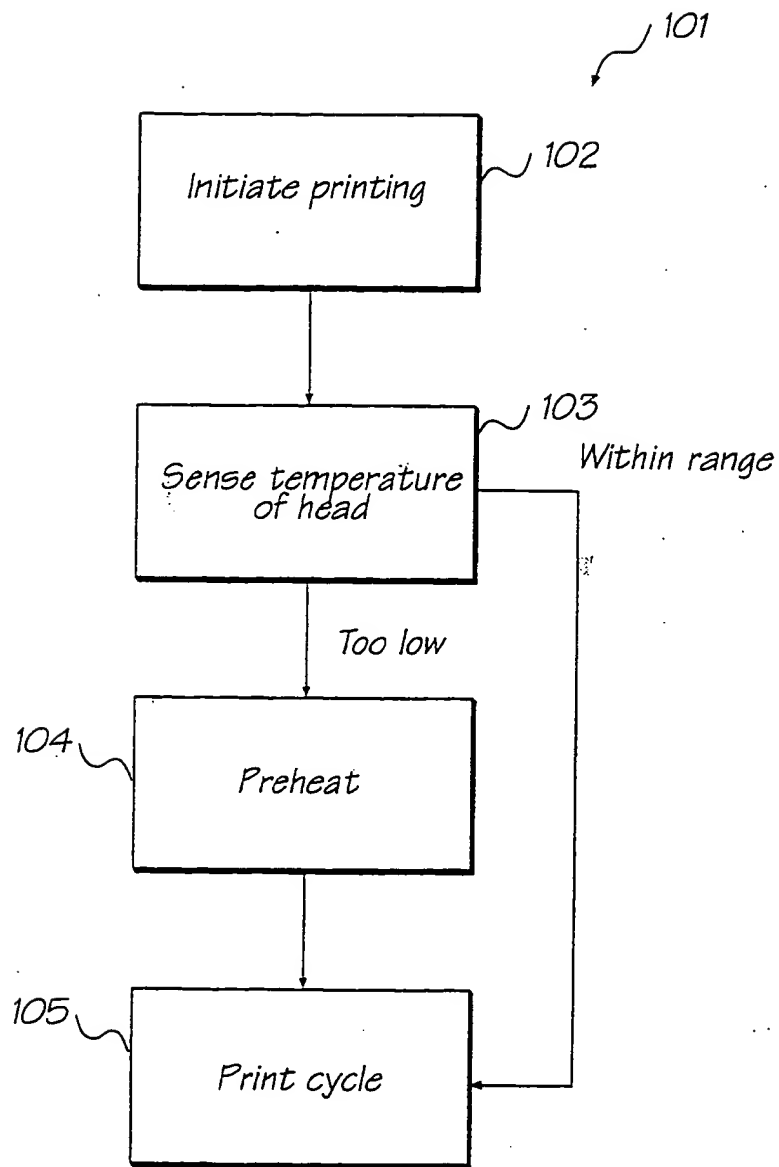 101
Initiate printing
102
103
Sense temperature
of head
Within range
Too low
104
Preheat
105
Print cycle